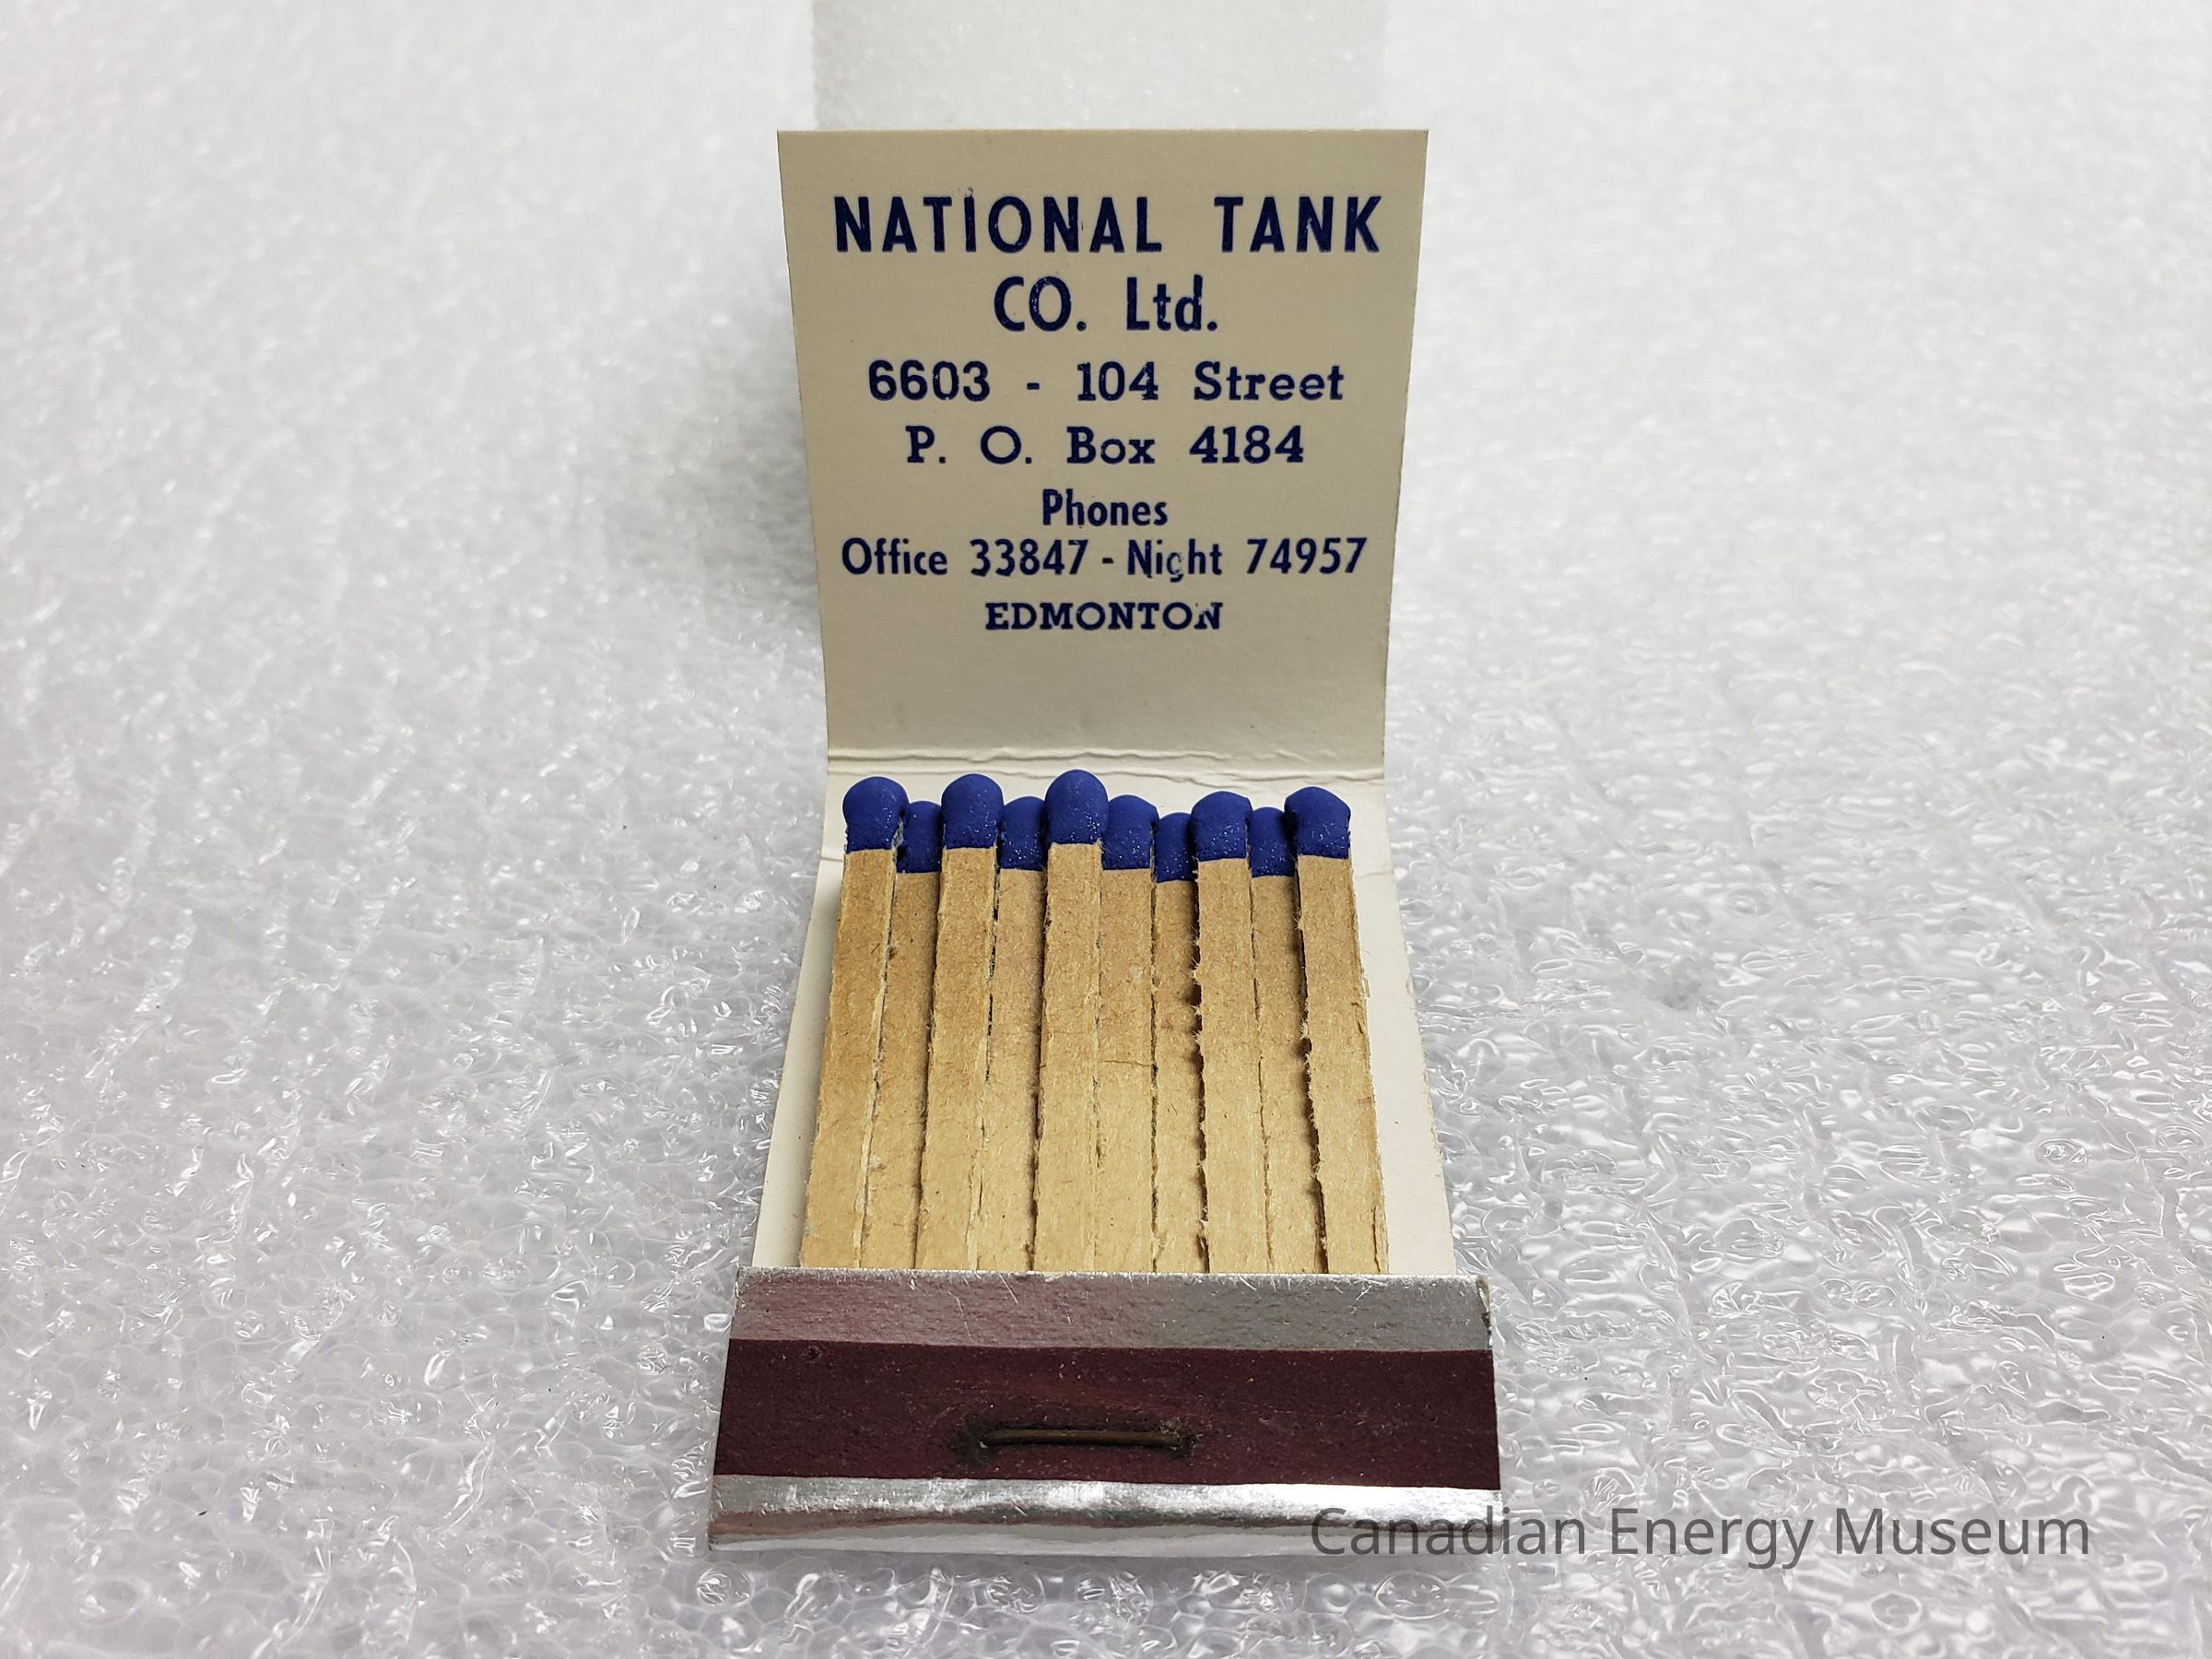 NATIONAL TANK
CO. Ltd.
6603 - 104 Street
P. O. Box 4184
Phones
Office 33847 - Night 74957
EDMONTON
Canadian Energy Museum